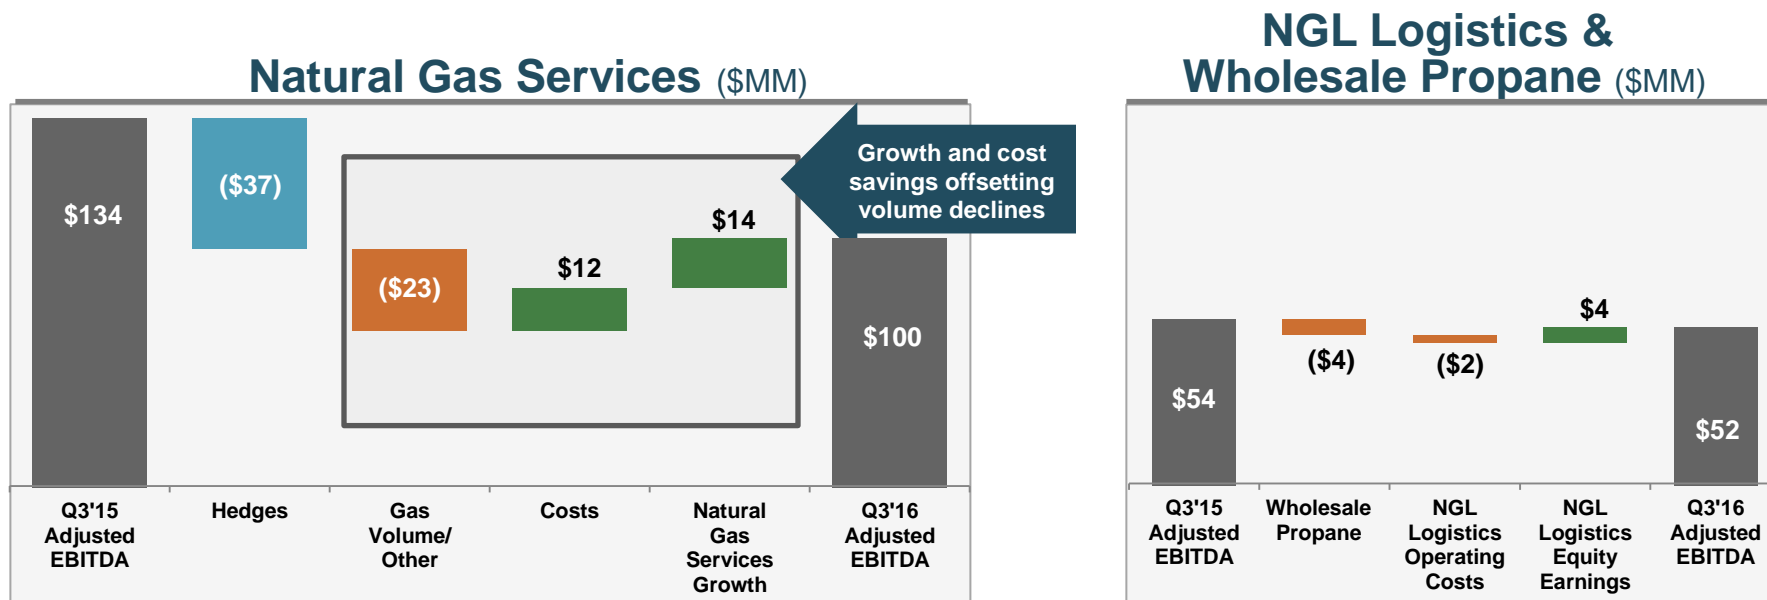 Natural Gas Services ($MM)
$134
($37)
($23)
$12
$14
$100
Growth and cost
savings offsetting
volume declines
Q3'15
Adjusted
EBITDA
Hedges
Gas
Volume/
Other
Costs
Natural
Gas
Services
Growth
Q3'16
Adjusted
EBITDA
NGL Logistics &
Wholesale Propane ($MM)
$54
($4)
($2)
$4
$52
Q3'15
Adjusted
EBITDA
Wholesale
Propane
NGL
Logistics
Operating
Costs
NGL
Logistics
Equity
Earnings
Q3'16
Adjusted
EBITDA